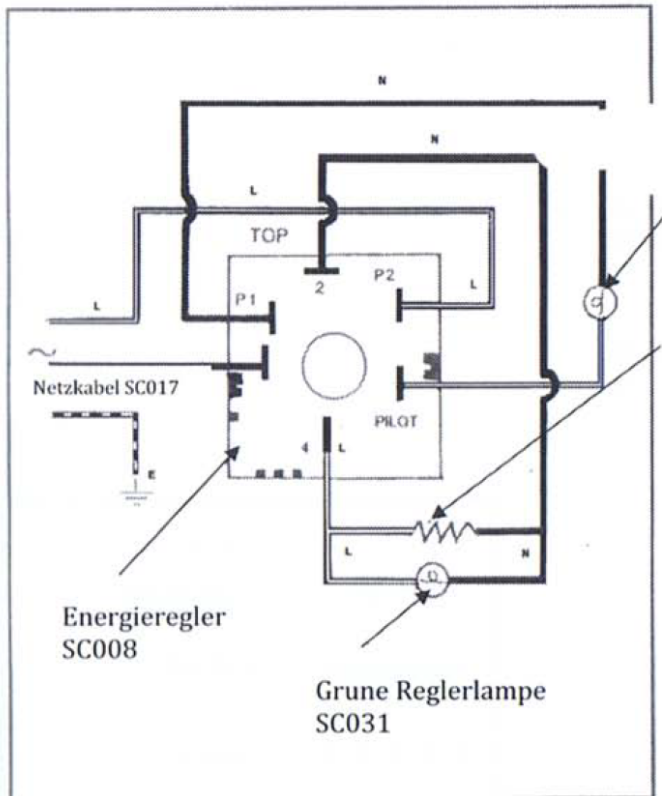 N
N
L
TOP
P1
2
P2
L
L
Netzkabel SC017
PILOT
4
L
E
L
N
Energieregler
SC008
Grune Reglerlampe
SC031